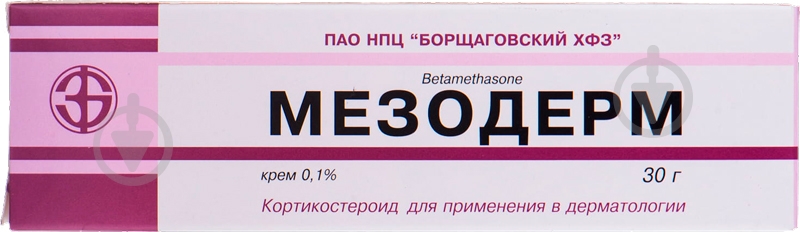 ПАО НПЦ "БОРЩАГОВСКИЙ ХФЗ"
Betamethasone
МЕЗОДЕРМ
крем 0,1% 30 г
Кортикостероид для применения в дерматологии